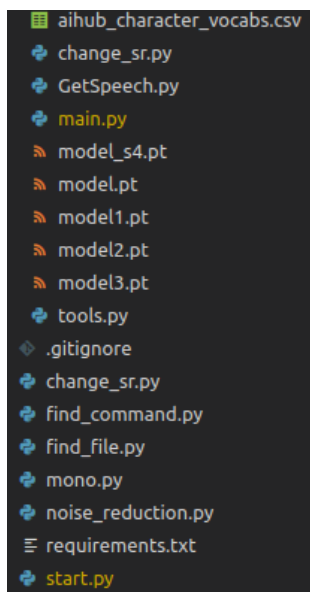 aihub_character_vocabs.csv
change_sr.py
GetSpeech.py
main.py
model_s4.pt
model.pt
model1.pt
model2.pt
model3.pt
tools.py
.gitignore
change_sr.py
find_command.py
find_file.py
mono.py
noise_reduction.py
requirements.txt
start.py